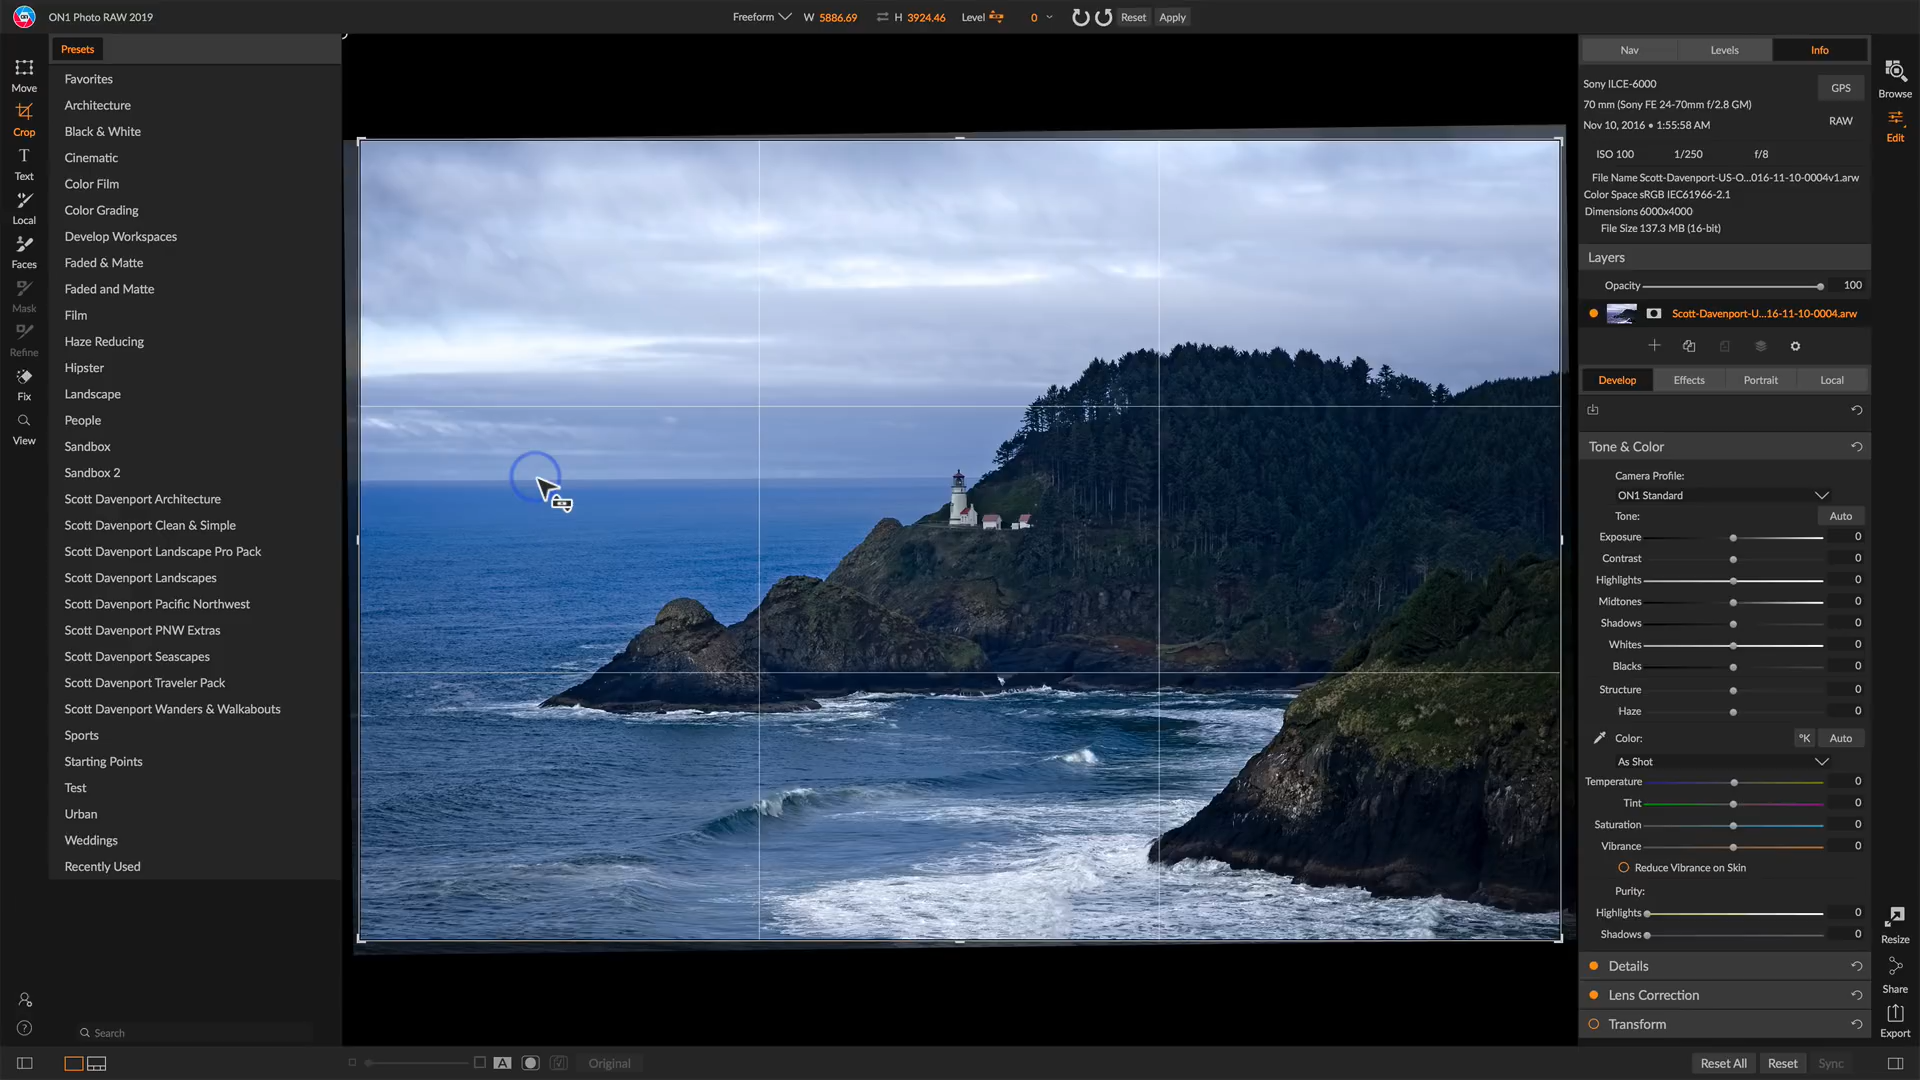 ON1 Photo RAW 2019
Freeform W 5886.69 H 3924.46 Level 0 Reset Apply
Presets
Favorites
Architecture
Black & White
Cinematic
Color Film
Color Grading
Develop Workspaces
Faded & Matte
Faded and Matte
Film
Haze Reducing
Hipster
Landscape
People
Sandbox
Sandbox 2
Scott Davenport Architecture
Scott Davenport Clean & Simple
Scott Davenport Landscape Pro Pack
Scott Davenport Landscapes
Scott Davenport Pacific Northwest
Scott Davenport PNW Extras
Scott Davenport Seascapes
Scott Davenport Traveler Pack
Scott Davenport Wanders & Walkabouts
Sports
Starting Points
Test
Urban
Weddings
Recently Used
Search
Move
Crop
Text
Local
Faces
Mask
Refine
Fix
View
A
Original
Nav Levels Info
Sony ILCE-6000 GPS
70 mm (Sony FE 24-70mm f/2.8 GM)
Nov 10, 2016 • 1:55:58 AM RAW
ISO 100 1/250 f/8
File Name Scott-Davenport-US-O...016-11-10-0004v1.arw
Color Space sRGB IEC61966-2.1
Dimensions 6000x4000
File Size 137.3 MB (16-bit)
Layers
Opacity 100
Scott-Davenport-U...16-11-10-0004.arw
Develop Effects Portrait Local
Tone & Color
Camera Profile:
ON1 Standard
Tone: Auto
Exposure 0
Contrast 0
Highlights 0
Midtones 0
Shadows 0
Whites 0
Blacks 0
Structure 0
Haze 0
Color: °K Auto
As Shot
Temperature 0
Tint 0
Saturation 0
Vibrance 0
Reduce Vibrance on Skin
Purity:
Highlights 0
Shadows 0
Details
Lens Correction
Transform
Reset All Reset Sync
Browse
Edit
Resize
Share
Export